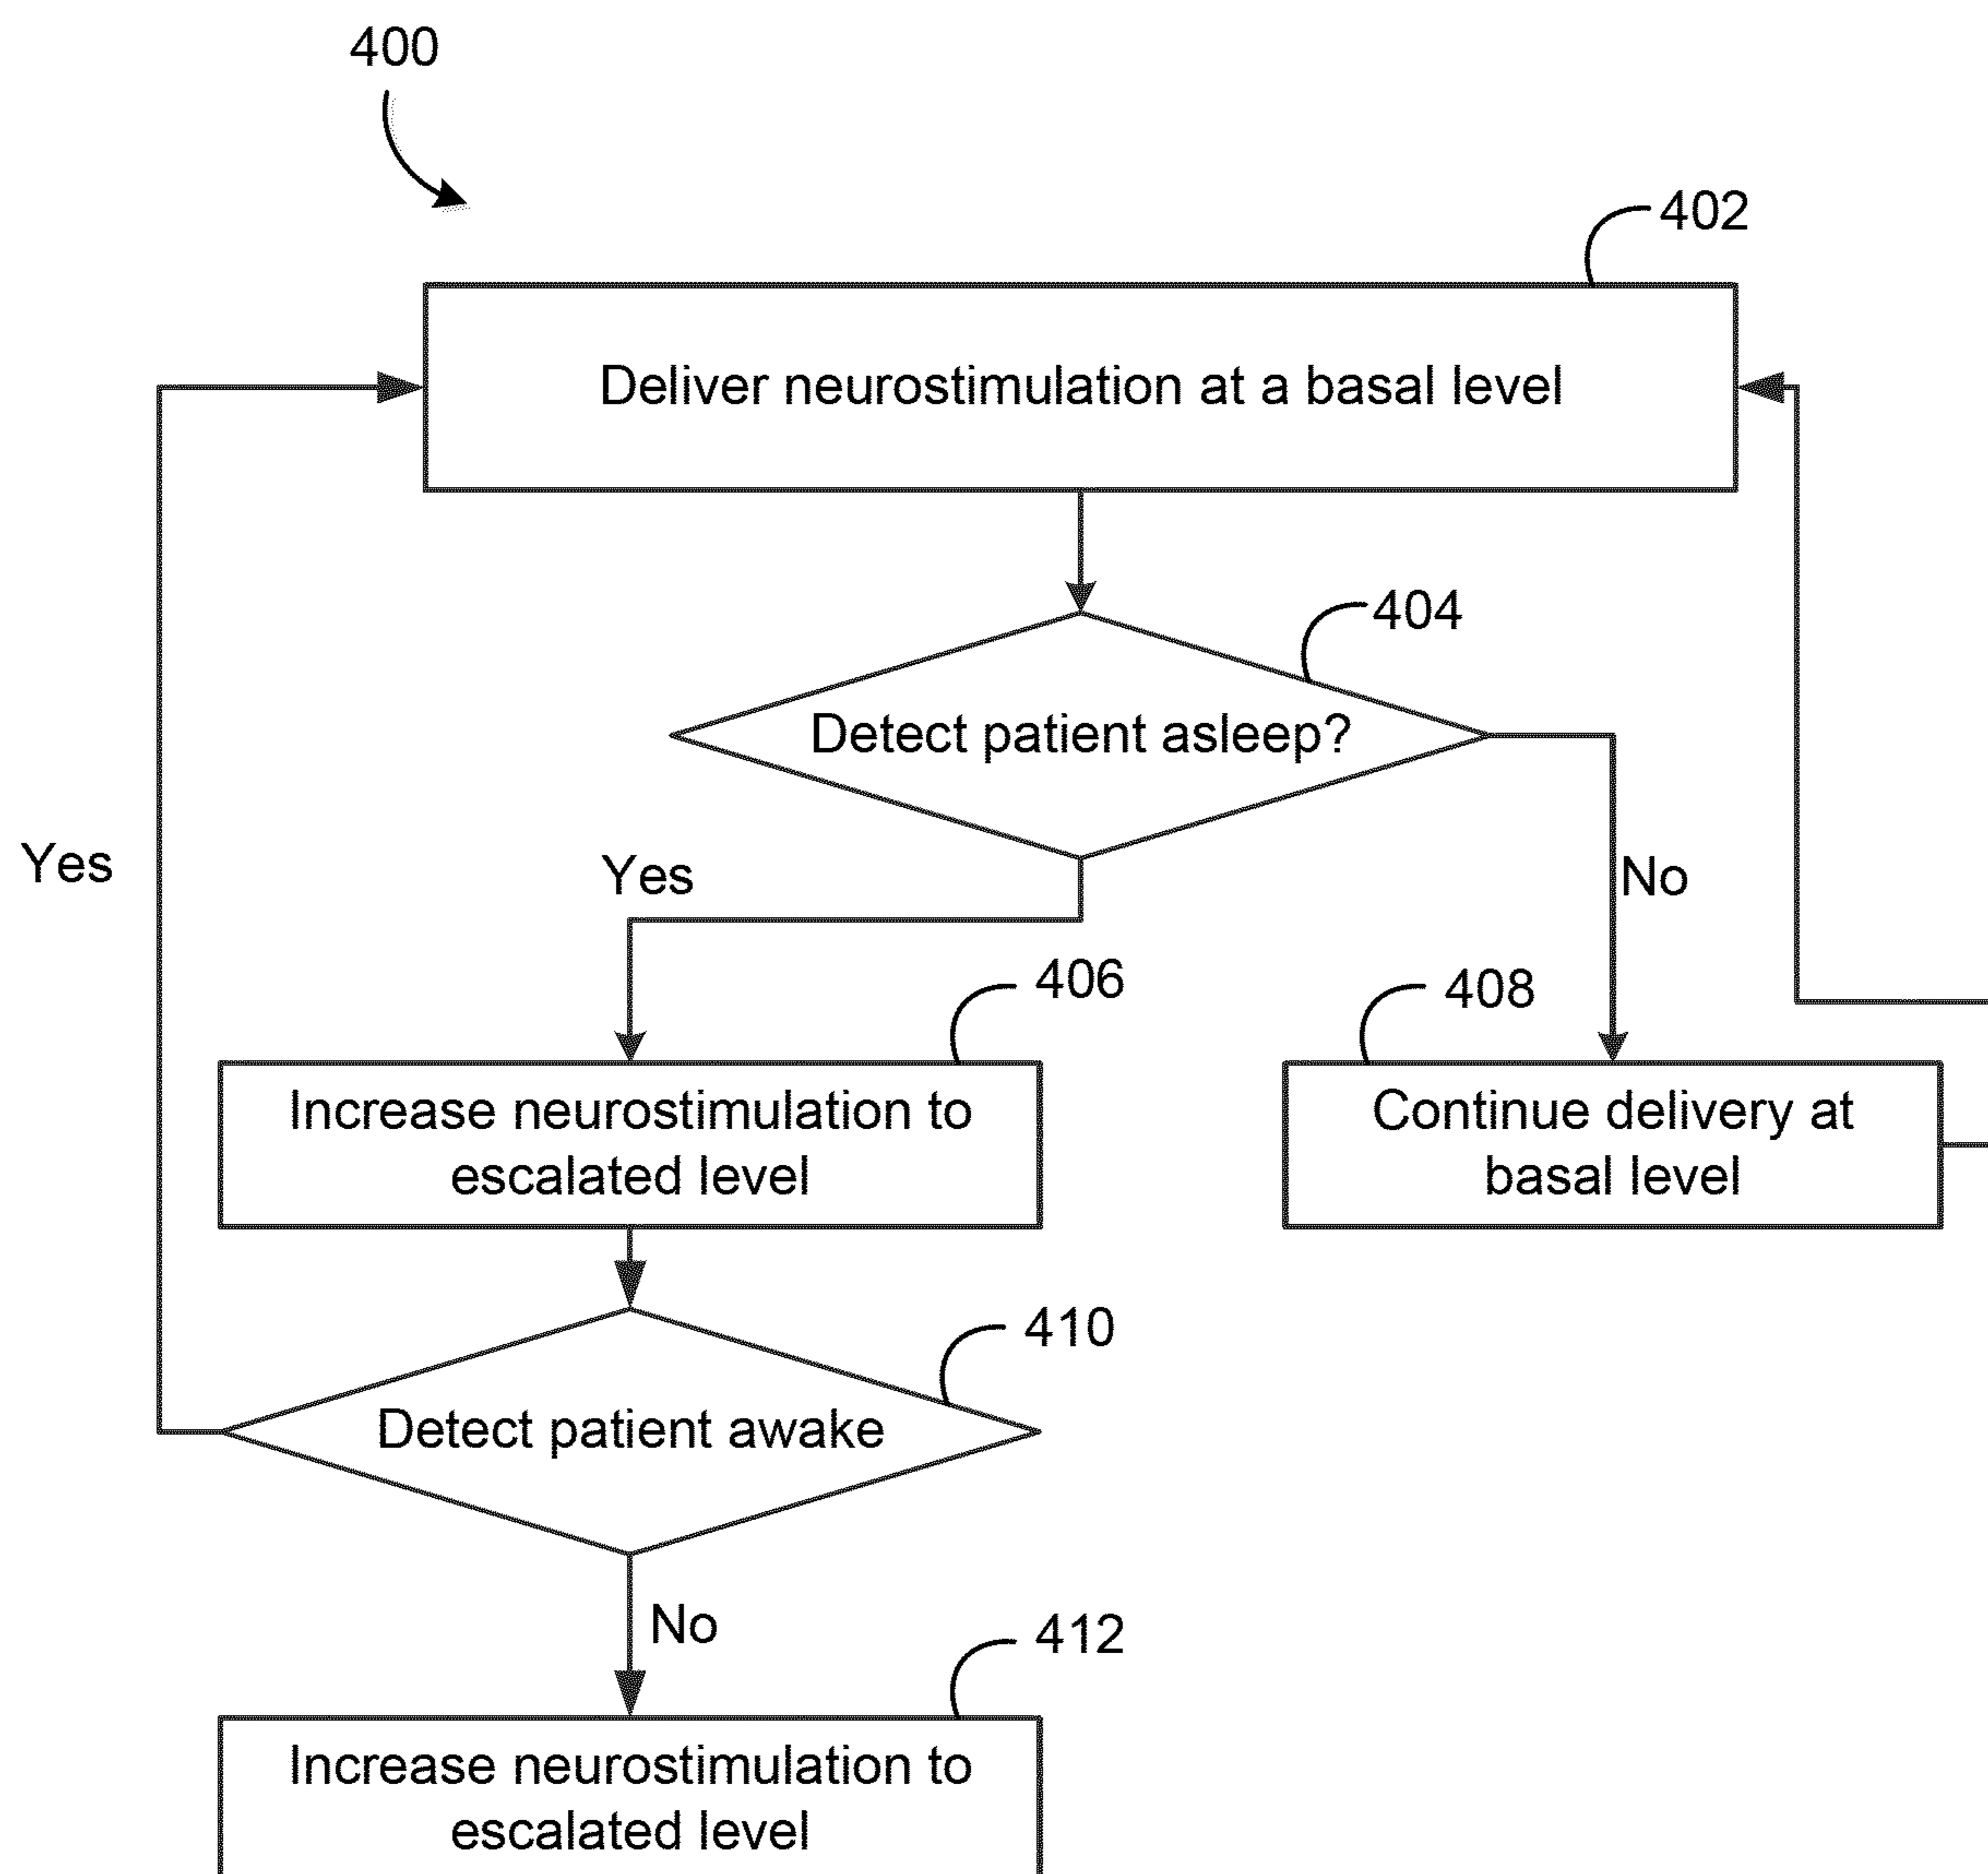 400
402
Deliver neurostimulation at a basal level
404
Detect patient asleep?
Yes
Yes
No
406
408
Increase neurostimulation to
escalated level
Continue delivery at
basal level
410
Detect patient awake
No
412
Increase neurostimulation to
escalated level